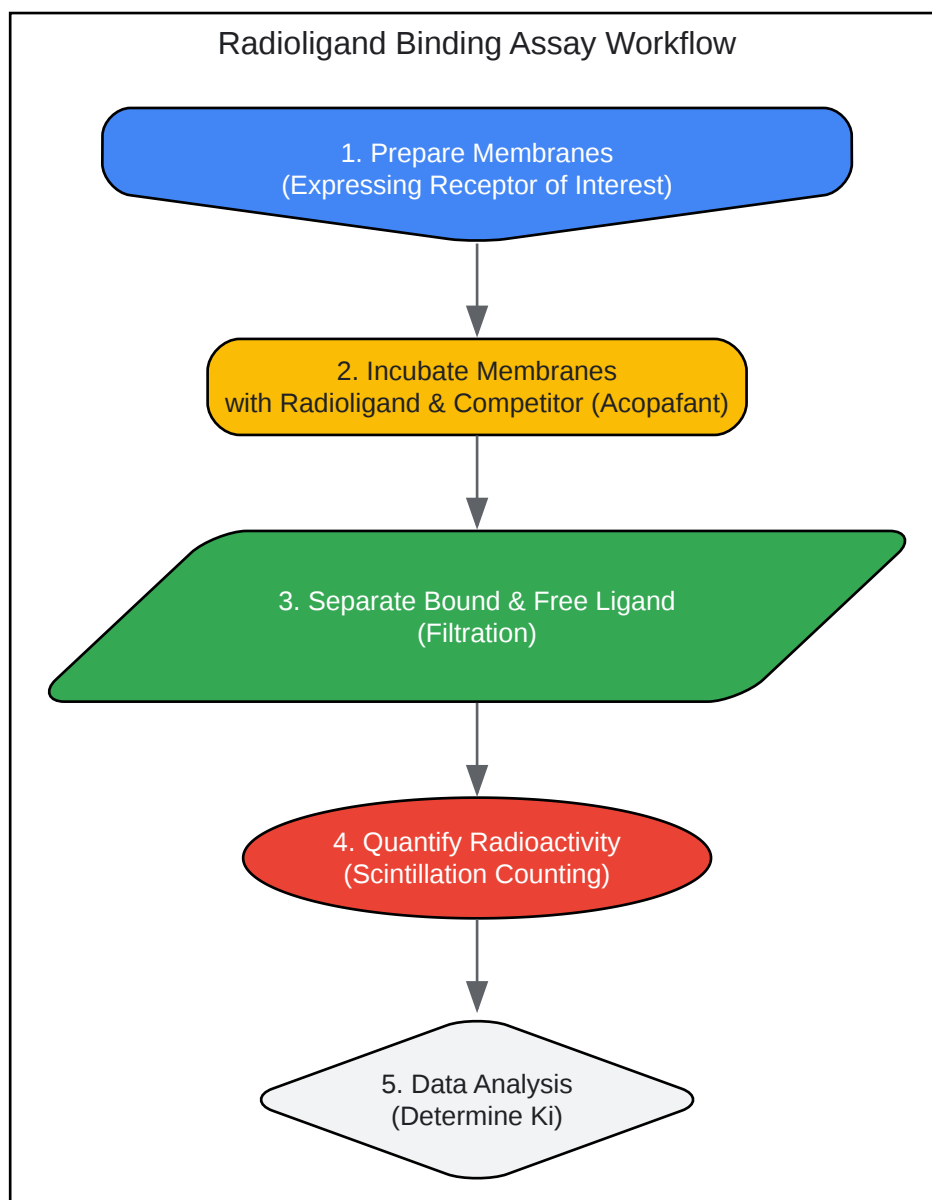 Radioligand Binding Assay Workflow
1. Prepare Membranes
(Expressing Receptor of Interest)
2. Incubate Membranes
with Radioligand & Competitor (Acopafant)
3. Separate Bound & Free Ligand
(Filtration)
4. Quantify Radioactivity
(Scintillation Counting)
5. Data Analysis
(Determine Ki)